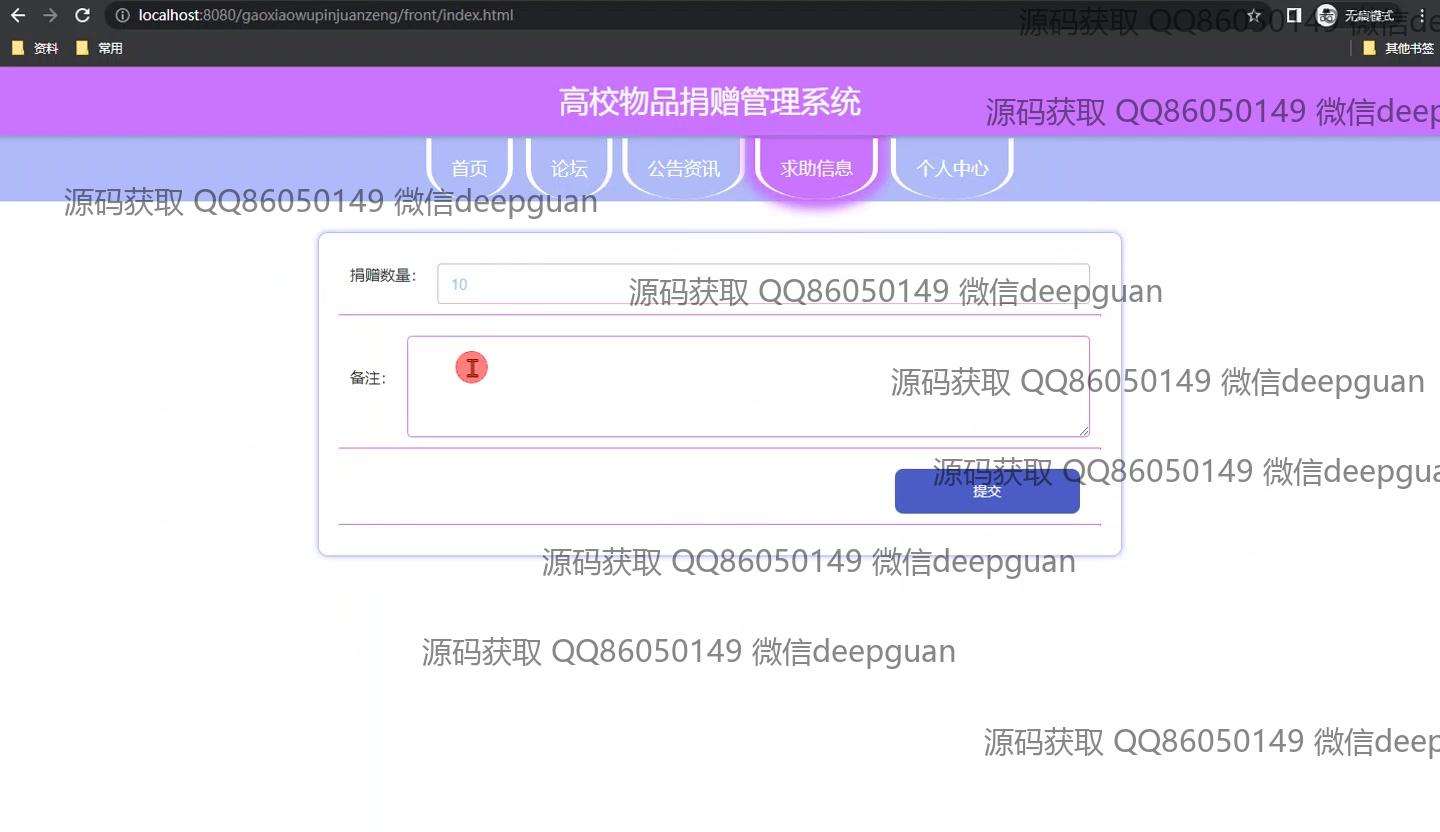 localhost:8080/gaoxiaowupinjuanzeng/front/index.html
无痕模式
资料
常用
其他书签
源码获取 QQ86050149 微信de
高校物品捐赠管理系统
源码获取 QQ86050149 微信deep
首页
论坛
公告资讯
求助信息
个人中心
源码获取 QQ86050149 微信deepguan
捐赠数量:
10
源码获取 QQ86050149 微信deepguan
备注:
源码获取 QQ86050149 微信deepguan
源码获取 QQ86050149 微信deepgua
提交
源码获取 QQ86050149 微信deepguan
源码获取 QQ86050149 微信deepguan
源码获取 QQ86050149 微信deep